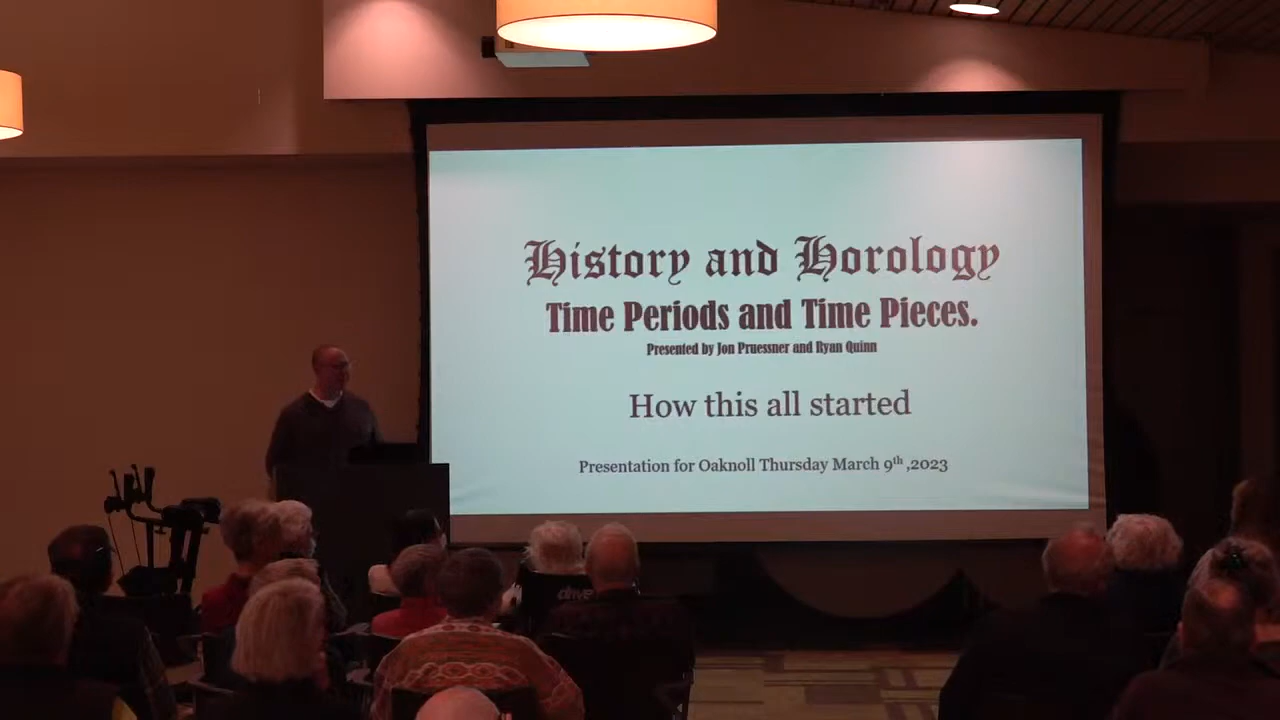 History and Horology
Time Periods and Time Pieces.
Presented by Jon Pruessner and Ryan Quinn
How this all started
Presentation for Oaknoll Thursday March 9th ,2023
drive